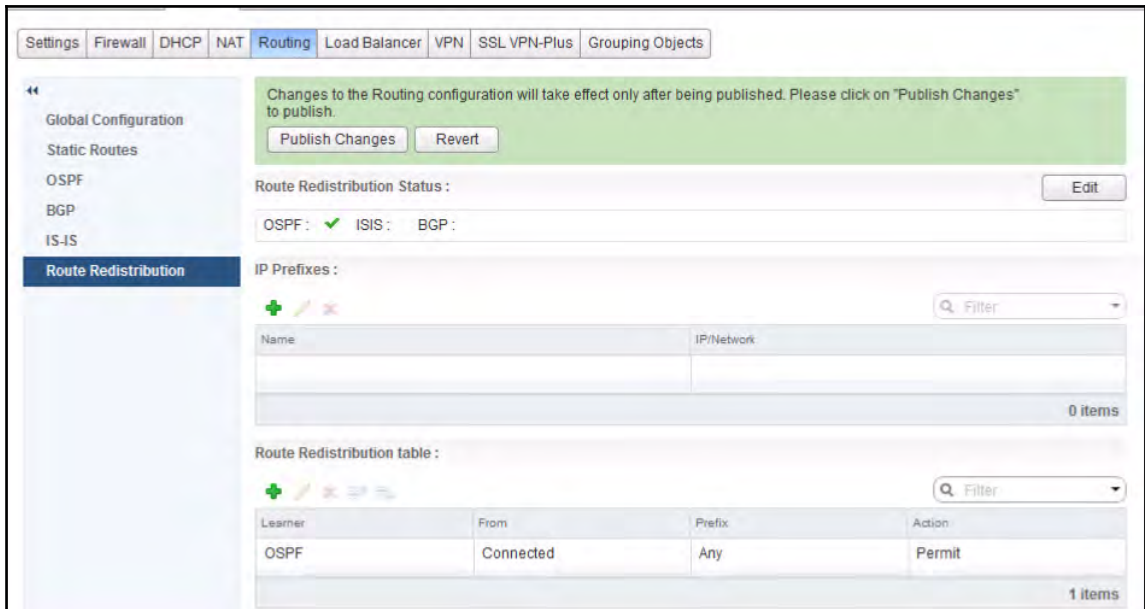 Settings Firewall DHCP NAT Routing Load Balancer VPN SSL VPN-Plus Grouping Objects
Global Configuration
Static Routes
OSPF
BGP
IS-IS
Route Redistribution
Changes to the Routing configuration will take effect only after being published. Please click on "Publish Changes"
to publish.
Publish Changes Revert
Route Redistribution Status :
Edit
OSPF : ISIS : BGP :
IP Prefixes :
Filter
Name IP/Network
0 items
Route Redistribution table :
Filter
Learner From Prefix Action
OSPF Connected Any Permit
1 items